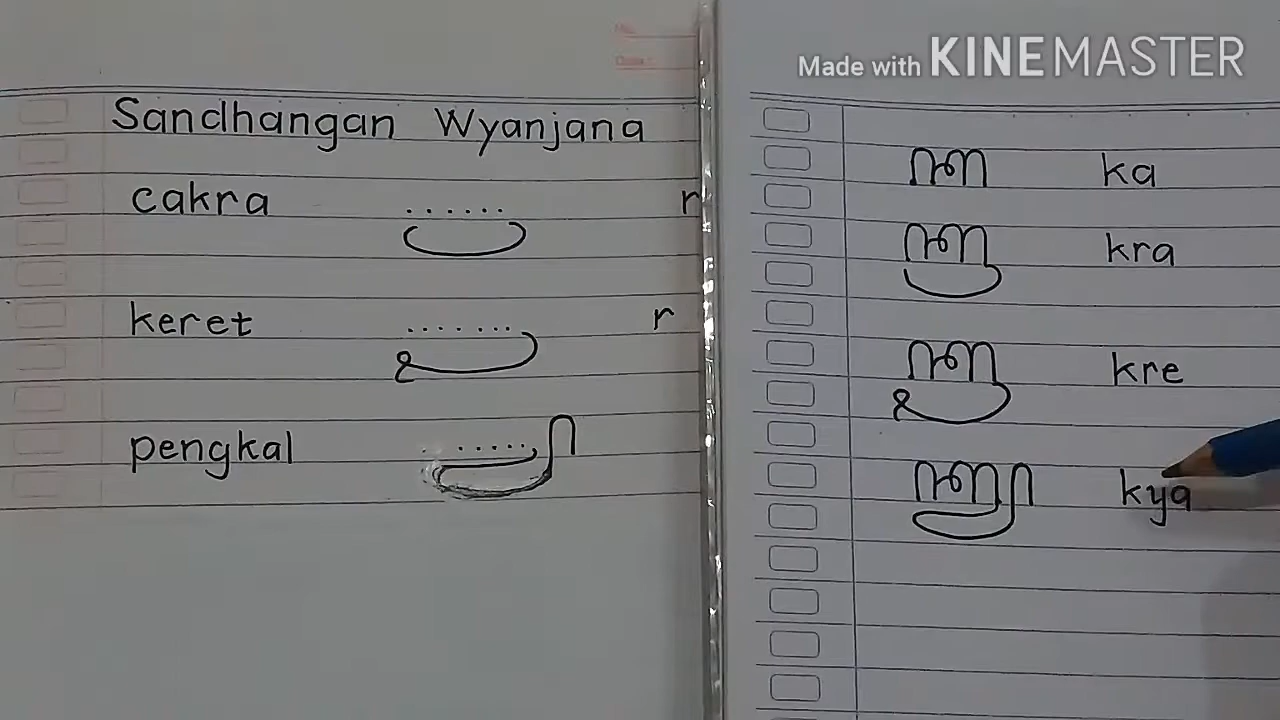 Made with KINEMASTER
Sandhangan Wyanjana
cakra r
keret r
pengkal
ꦏ ka
ꦏꦿ kra
ꦏꦽ kre
ꦏꦾ kya